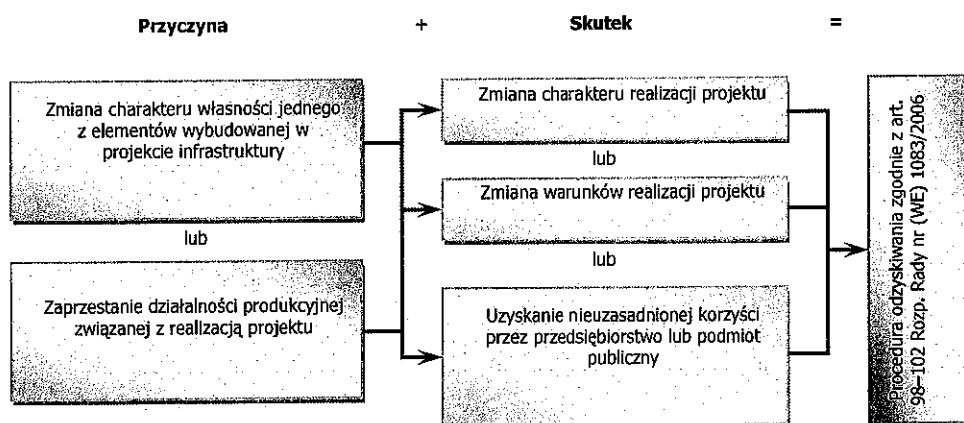 Przyczyna + Skutek =
Zmiana charakteru własności jednego
z elementów wybudowanej w
projekcie infrastruktury
lub
Zaprzestanie działalności produkcyjnej
związanej z realizacją projektu
Zmiana charakteru realizacji projektu
lub
Zmiana warunków realizacji projektu
lub
Uzyskanie nieuzasadnionej korzyści
przez przedsiębiorstwo lub podmiot
publiczny
Procedura odzyskiwania zgodnie z art.
98–102 Rozp. Rady nr (WE) 1083/2006